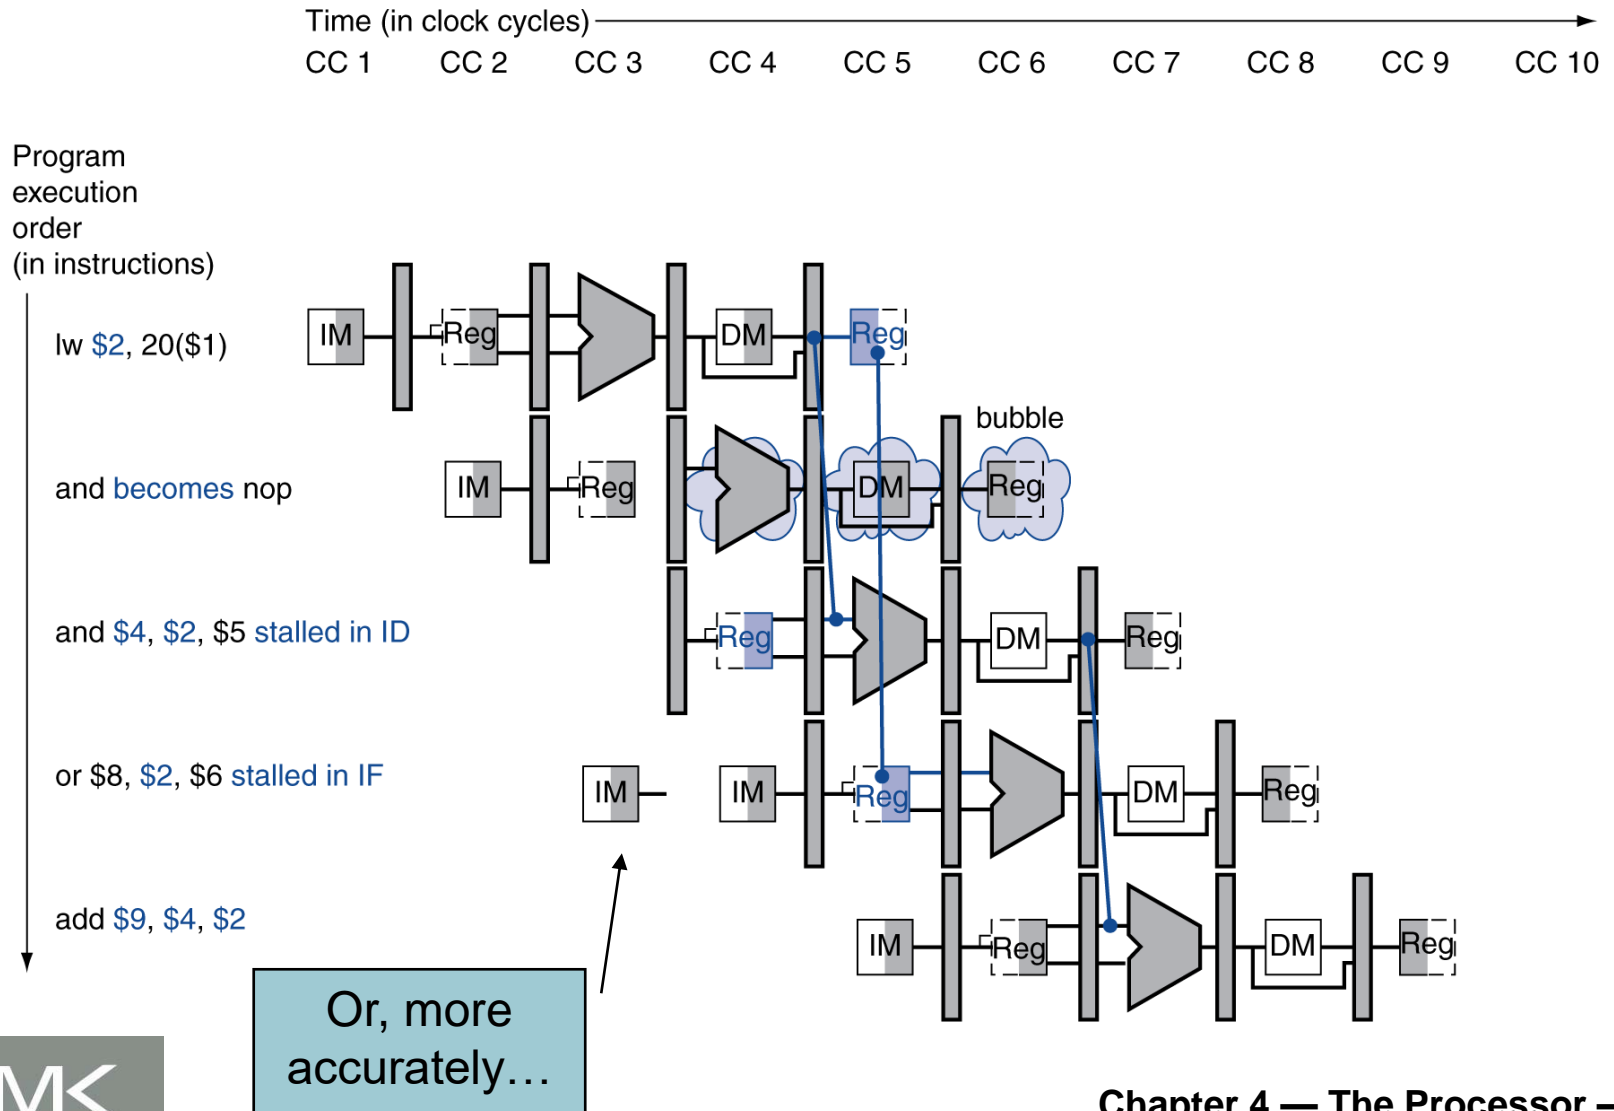 Time (in clock cycles)
CC 1 CC 2 CC 3 CC 4 CC 5 CC 6 CC 7 CC 8 CC 9 CC 10
Program
execution
order
(in instructions)
lw $2, 20($1)
IM Reg DM Reg
bubble
and becomes nop
IM Reg DM Reg
and $4, $2, $5 stalled in ID
Reg DM Reg
or $8, $2, $6 stalled in IF
IM IM Reg DM Reg
add $9, $4, $2
IM Reg DM Reg
Or, more
accurately…
MK
Chapter 4 — The Processor —